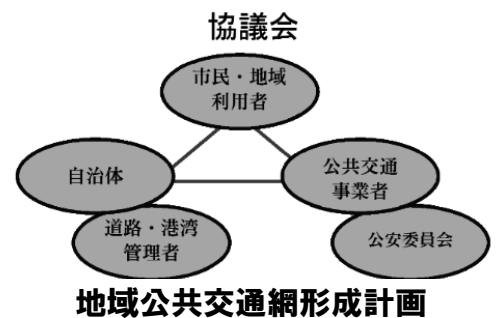 協議会
市民・地域
利用者
自治体
公共交通
事業者
道路・港湾
管理者
公安委員会
地域公共交通網形成計画